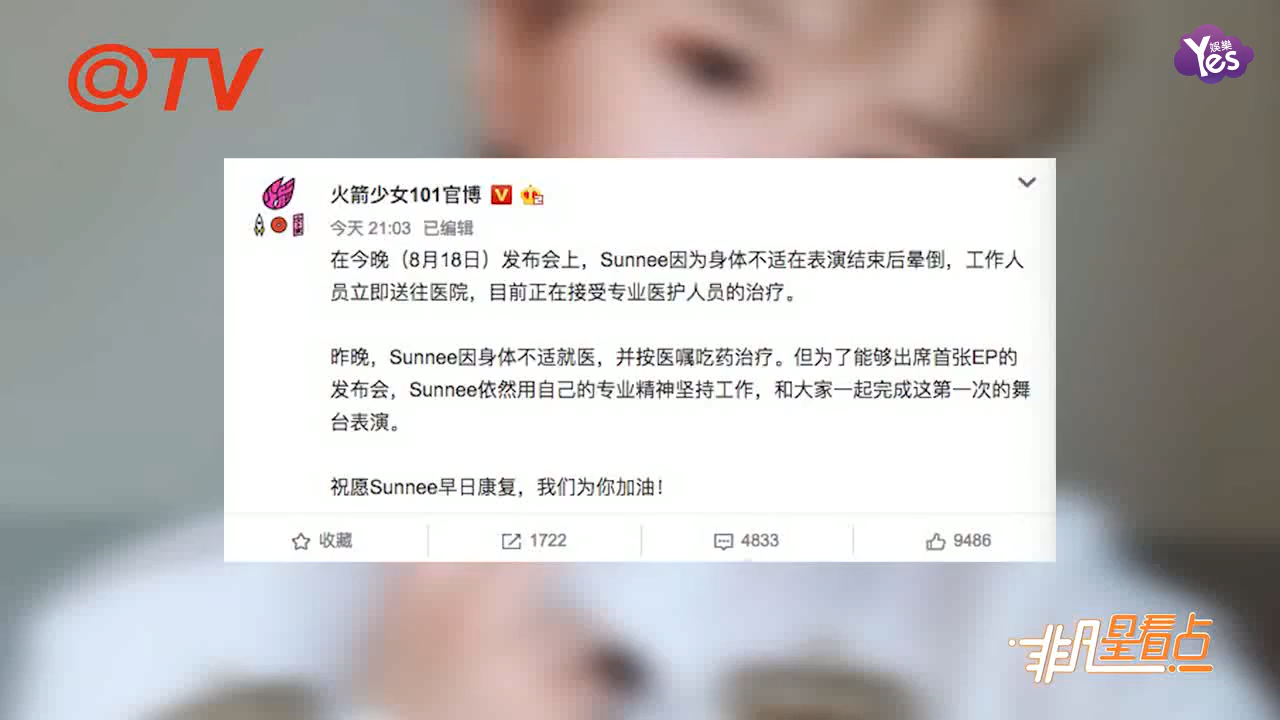 @TV
Yes
娱樂
火箭少女101官博
今天 21:03 已编辑
在今晚（8月18日）发布会上，Sunnee因为身体不适在表演结束后晕倒，工作人
员立即送往医院，目前正在接受专业医护人员的治疗。
昨晚，Sunnee因身体不适就医，并按医嘱吃药治疗。但为了能够出席首张EP的
发布会，Sunnee依然用自己的专业精神坚持工作，和大家一起完成这第一次的舞
台表演。
祝愿Sunnee早日康复，我们为你加油！
收藏
1722
4833
9486
非凡星看点